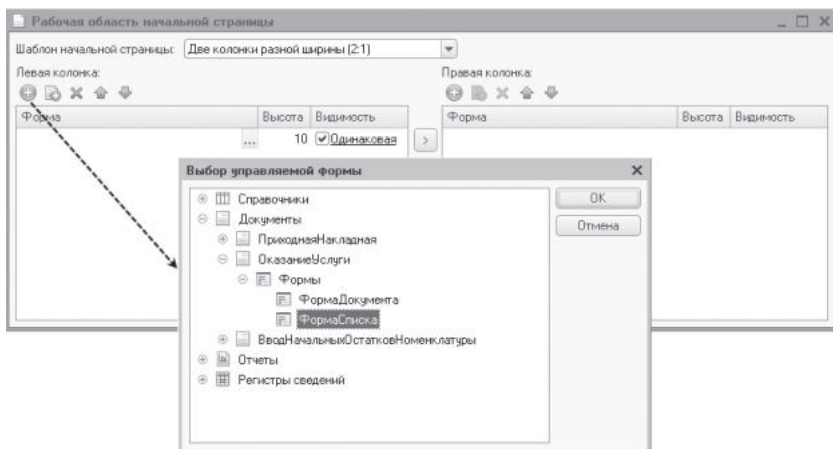 Рабочая область начальной страницы
Шаблон начальной страницы: Две колонки разной ширины (2:1)
Левая колонка:
Правая колонка:
Форма Высота Видимость
Форма Высота Видимость
... 10 Одинаковая >
Выбор управляемой формы
Справочники
OK
Документы
Отмена
ПриходнаяНакладная
ОказаниеУслуги
Формы
ФормаДокумента
ФормаСписка
ВводНачальныхОстатковНоменклатуры
Отчеты
Регистры сведений